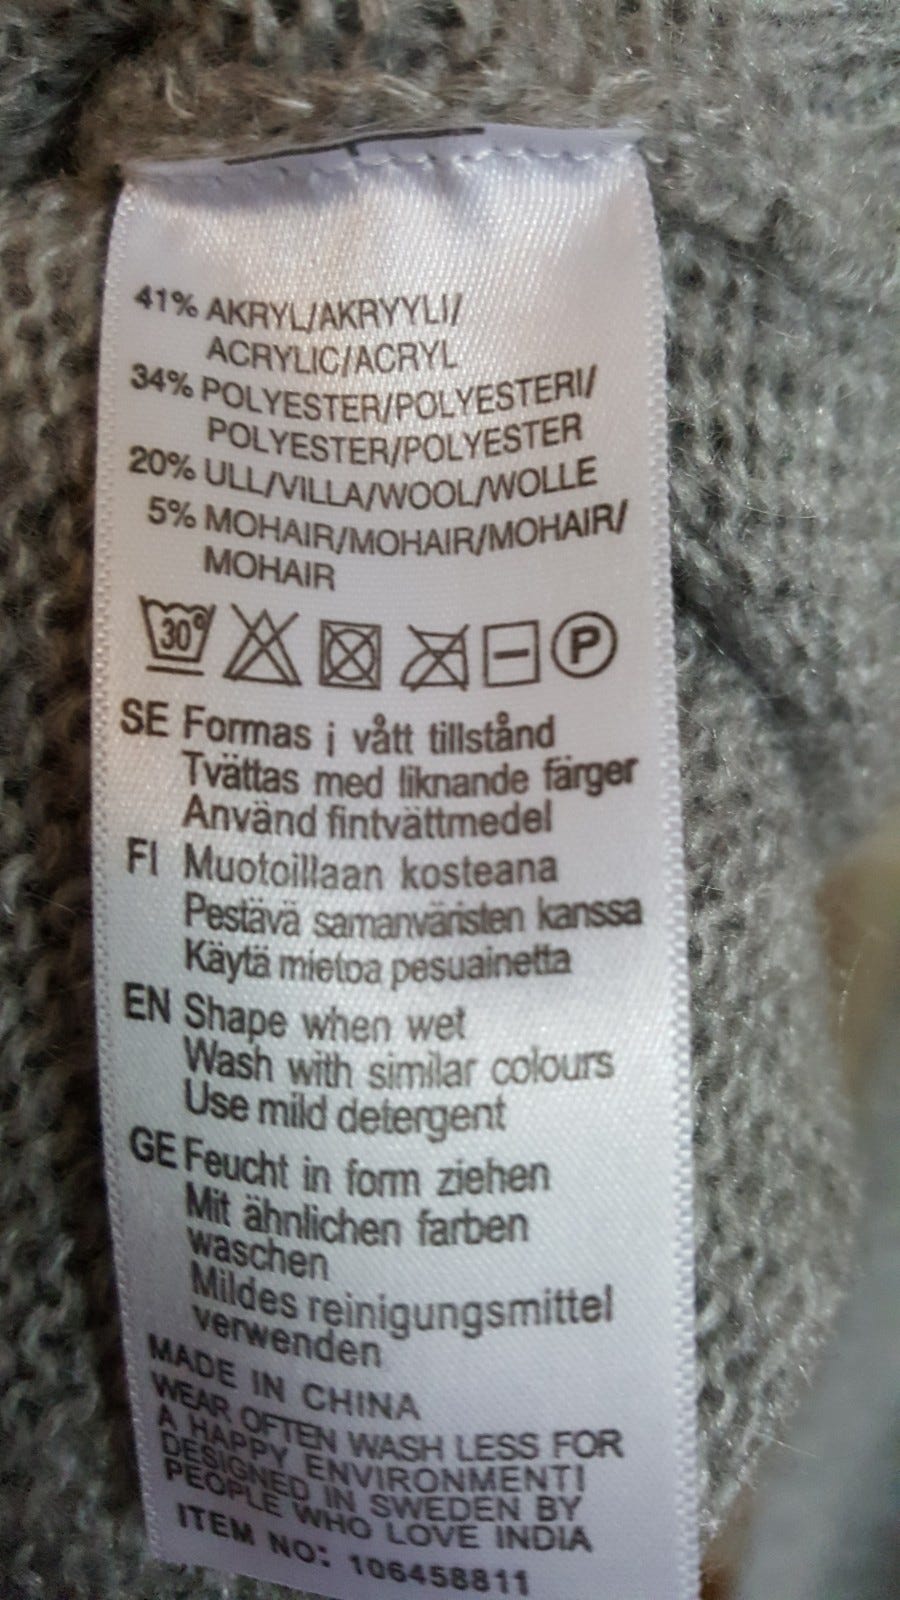 41% AKRYL/AKRYYLI/
ACRYLIC/ACRYL
34% POLYESTER/POLYESTERI/
POLYESTER/POLYESTER
20% ULL/VILLA/WOOL/WOLLE
5% MOHAIR/MOHAIR/MOHAIR/
MOHAIR
30° P
SE Formas i vått tillstånd
Tvättas med liknande färger
Använd fintvättmedel
FI Muotoillaan kosteana
Pestävä samanväristen kanssa
Käytä mietoa pesuainetta
EN Shape when wet
Wash with similar colours
Use mild detergent
GE Feucht in form ziehen
Mit ähnlichen farben
waschen
Mildes reinigungsmittel
verwenden
MADE IN CHINA
WEAR OFTEN WASH LESS FOR
A HAPPY ENVIRONMENT!
DESIGNED IN SWEDEN BY
PEOPLE WHO LOVE INDIA
ITEM NO: 106458811